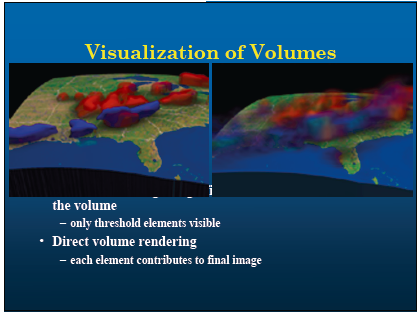 Visualization of Volumes
the volume
– only threshold elements visible
• Direct volume rendering
– each element contributes to final image